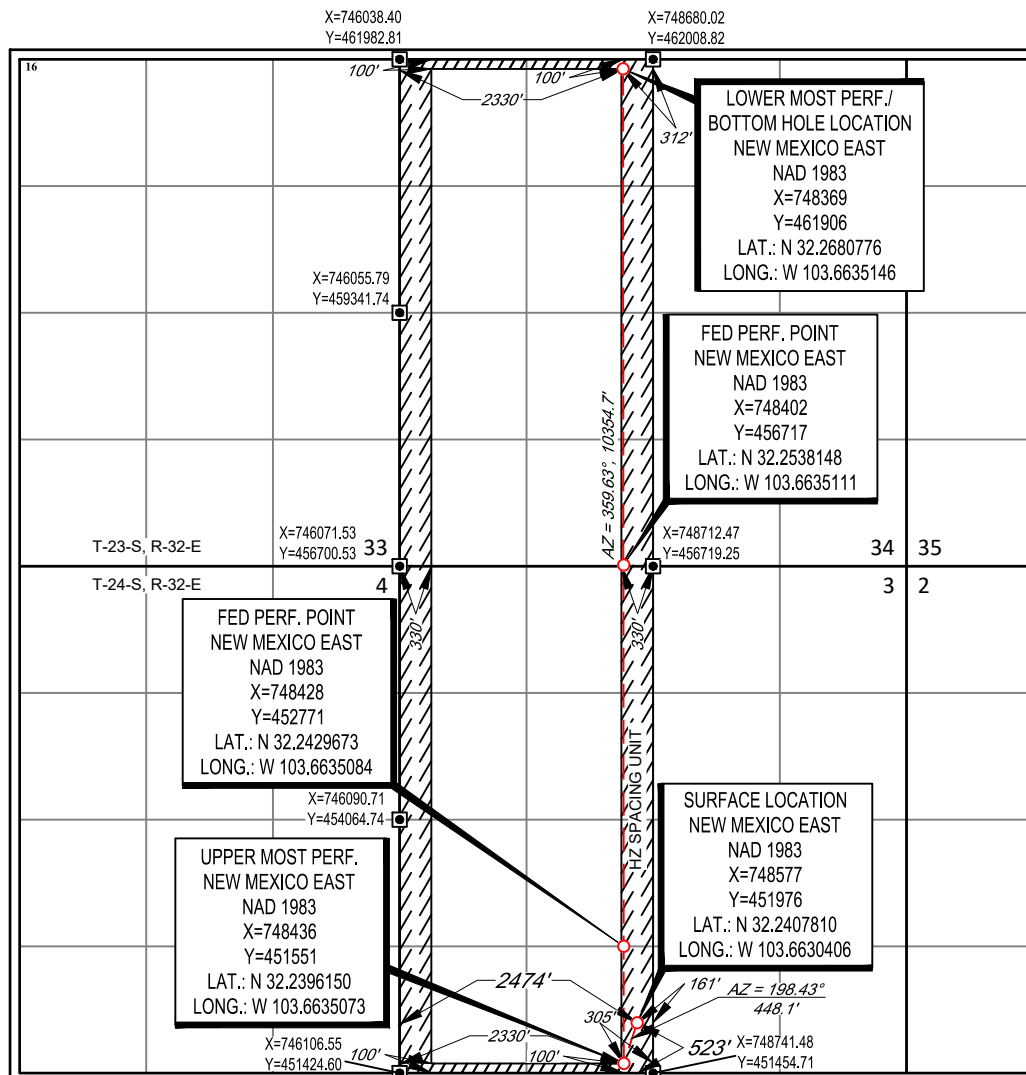 X=746038.40
Y=461982.81
X=748680.02
Y=462008.82
16
100'
100'
2330'
312'
LOWER MOST PERF./
BOTTOM HOLE LOCATION
NEW MEXICO EAST
NAD 1983
X=748369
Y=461906
LAT.: N 32.2680776
LONG.: W 103.6635146
X=746055.79
Y=459341.74
FED PERF. POINT
NEW MEXICO EAST
NAD 1983
X=748402
Y=456717
LAT.: N 32.2538148
LONG.: W 103.6635111
AZ = 359.63°, 10354.7'
X=746071.53
Y=456700.53
X=748712.47
Y=456719.25
T-23-S, R-32-E
33
34
35
T-24-S, R-32-E
4
3
2
330'
330'
FED PERF. POINT
NEW MEXICO EAST
NAD 1983
X=748428
Y=452771
LAT.: N 32.2429673
LONG.: W 103.6635084
HZ SPACING UNIT
X=746090.71
Y=454064.74
SURFACE LOCATION
NEW MEXICO EAST
NAD 1983
X=748577
Y=451976
LAT.: N 32.2407810
LONG.: W 103.6630406
UPPER MOST PERF.
NEW MEXICO EAST
NAD 1983
X=748436
Y=451551
LAT.: N 32.2396150
LONG.: W 103.6635073
2474'
161'
AZ = 198.43°
448.1'
305'
2330'
523'
X=746106.55
Y=451424.60
100'
100'
X=748741.48
Y=451454.71